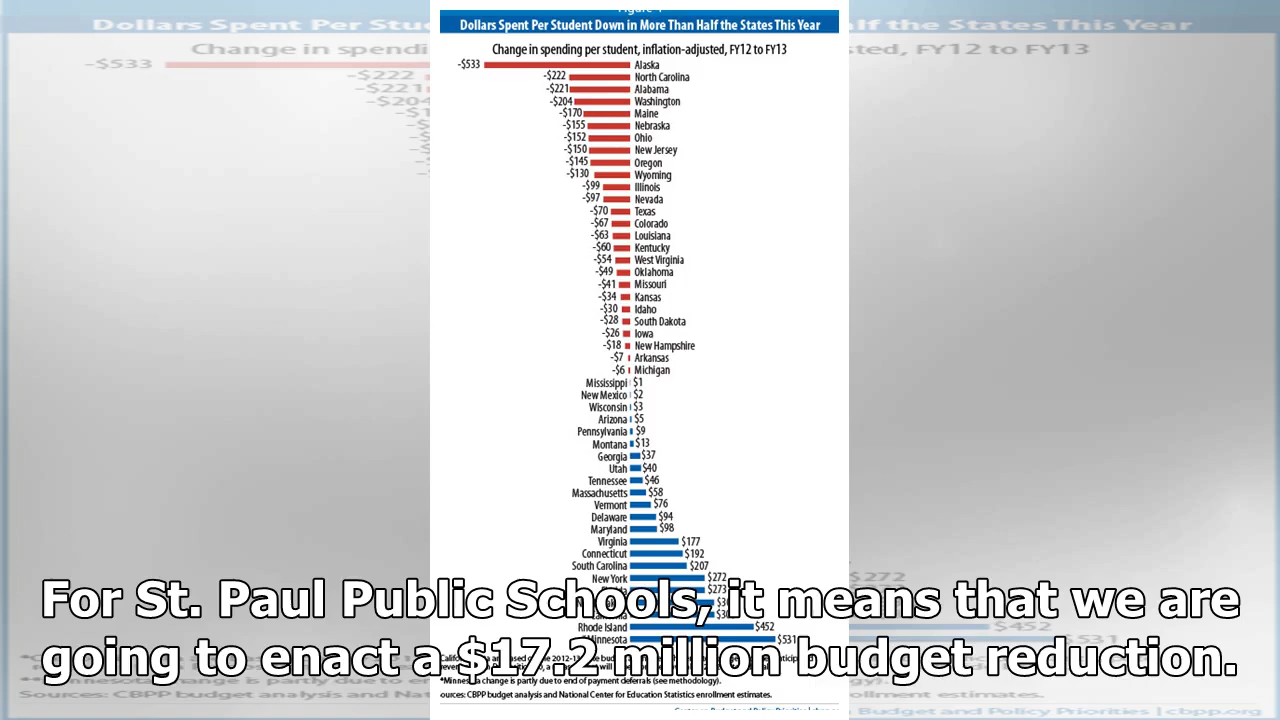 Dollars Spent Per Student Down in More Than Half the States This Year
Change in spending per student, inflation-adjusted, FY12 to FY13
-$533 Alaska
-$222 North Carolina
-$221 Alabama
-$204 Washington
-$170 Maine
-$155 Nebraska
-$152 Ohio
-$150 New Jersey
-$145 Oregon
-$130 Wyoming
-$99 Illinois
-$97 Nevada
-$70 Texas
-$67 Colorado
-$63 Louisiana
-$60 Kentucky
-$54 West Virginia
-$49 Oklahoma
-$41 Missouri
-$34 Kansas
-$30 Idaho
-$28 South Dakota
-$26 Iowa
-$18 New Hampshire
-$7 Arkansas
-$6 Michigan
Mississippi $1
New Mexico $2
Wisconsin $3
Arizona $5
Pennsylvania $9
Montana $13
Georgia $37
Utah $40
Tennessee $46
Massachusetts $58
Vermont $76
Delaware $94
Maryland $98
Virginia $177
Connecticut $192
South Carolina $207
New York $272
$273
For St. Paul Public Schools, it means that we are
Rhode Island $452
Minnesota $531
going to enact a $17.2 million budget reduction.
*Minnesota change is partly due to end of payment deferrals (see methodology).
ources: CBPP budget analysis and National Center for Education Statistics enrollment estimates.